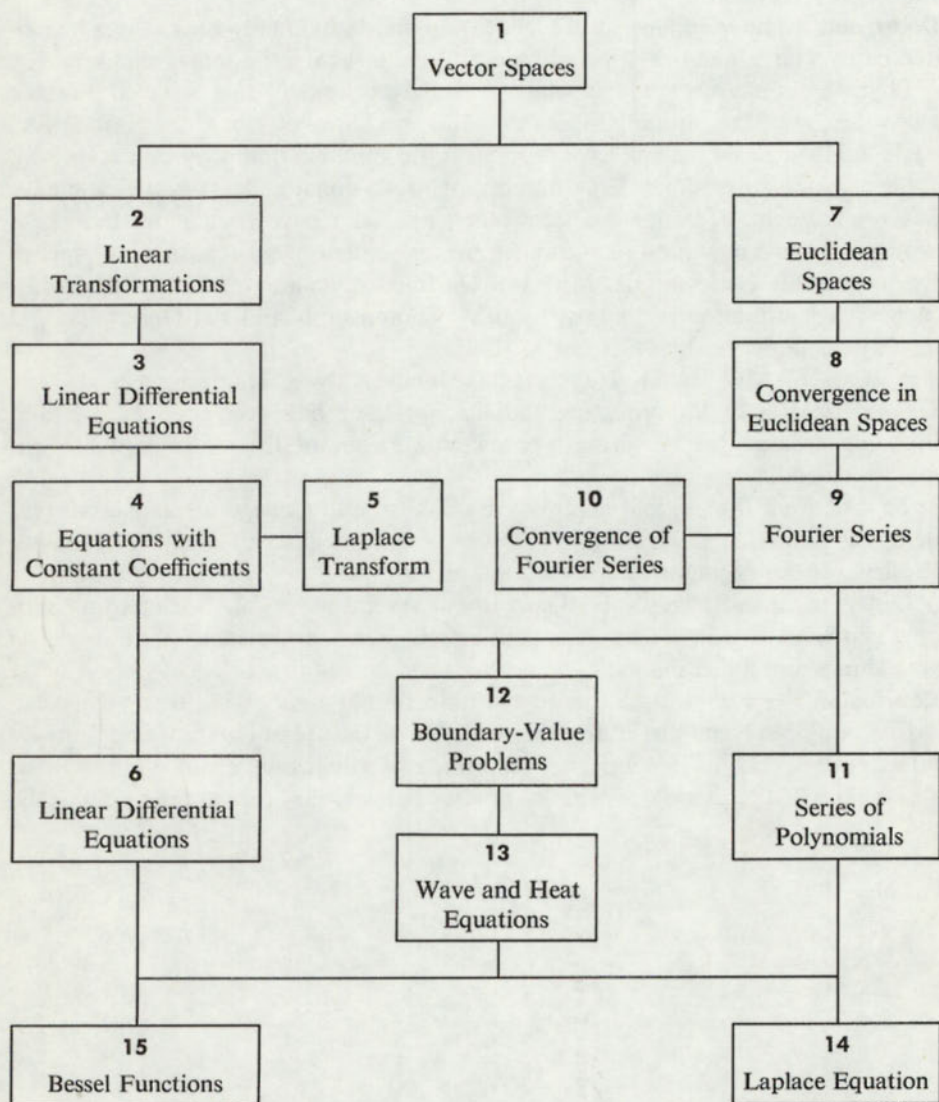 1
Vector Spaces
2
Linear
Transformations
7
Euclidean
Spaces
3
Linear Differential
Equations
8
Convergence in
Euclidean Spaces
4
Equations with
Constant Coefficients
5
Laplace
Transform
10
Convergence of
Fourier Series
9
Fourier Series
12
Boundary-Value
Problems
6
Linear Differential
Equations
11
Series of
Polynomials
13
Wave and Heat
Equations
15
Bessel Functions
14
Laplace Equation